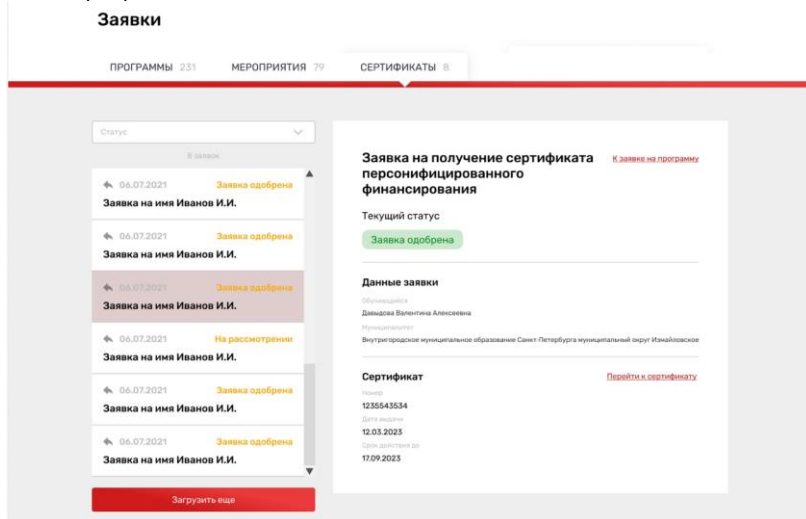 Заявки
ПРОГРАММЫ 231 МЕРОПРИЯТИЯ 79 СЕРТИФИКАТЫ 8
Статус
8 заявок
06.07.2021 Заявка одобрена
Заявка на имя Иванов И.И.
06.07.2021 Заявка одобрена
Заявка на имя Иванов И.И.
06.07.2021 Заявка одобрена
Заявка на имя Иванов И.И.
06.07.2021 На рассмотрении
Заявка на имя Иванов И.И.
06.07.2021 Заявка одобрена
Заявка на имя Иванов И.И.
06.07.2021 Заявка одобрена
Заявка на имя Иванов И.И.
Загрузить еще
Заявка на получение сертификата
персонифицированного
финансирования
К заявке на программу
Текущий статус
Заявка одобрена
Данные заявки
Обучающийся
Давыдова Валентина Алексеевна
Муниципалитет
Внутригородское муниципальное образование Санкт-Петербурга муниципальный округ Измайловское
Сертификат Перейти к сертификату
Номер
1235543534
Дата выдачи
12.03.2023
Срок действия до
17.09.2023